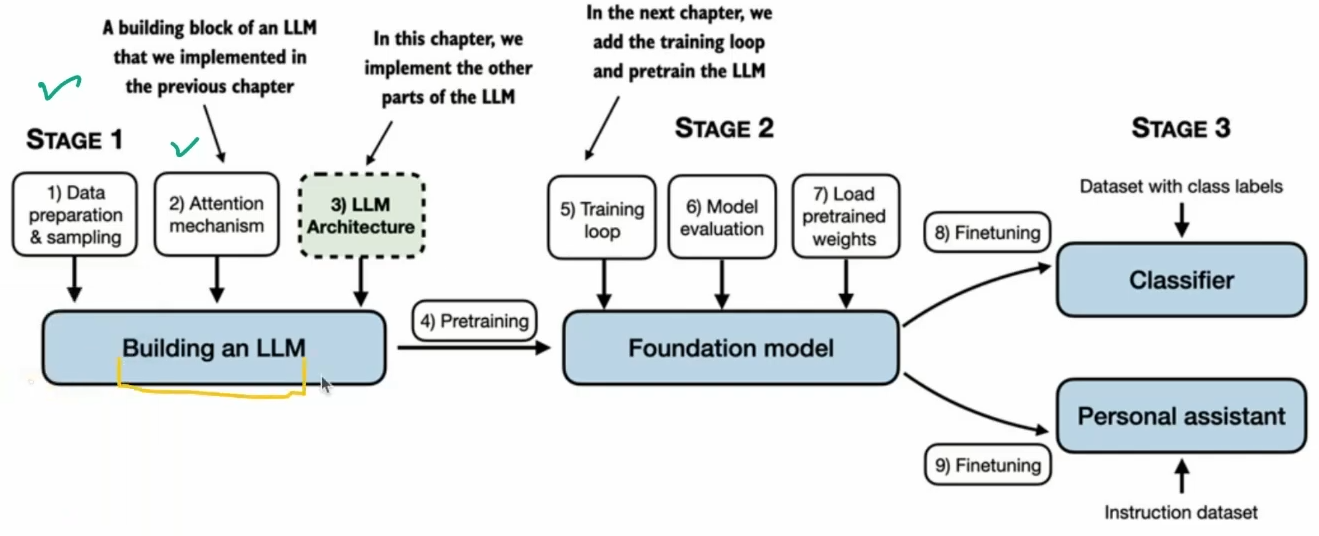 A building block of an LLM
that we implemented in
the previous chapter
In this chapter, we
implement the other
parts of the LLM
In the next chapter, we
add the training loop
and pretrain the LLM
STAGE 1
STAGE 2
STAGE 3
1) Data
preparation
& sampling
2) Attention
mechanism
3) LLM
Architecture
5) Training
loop
6) Model
evaluation
7) Load
pretrained
weights
Dataset with class labels
8) Finetuning
Classifier
Building an LLM
4) Pretraining
Foundation model
Personal assistant
9) Finetuning
Instruction dataset